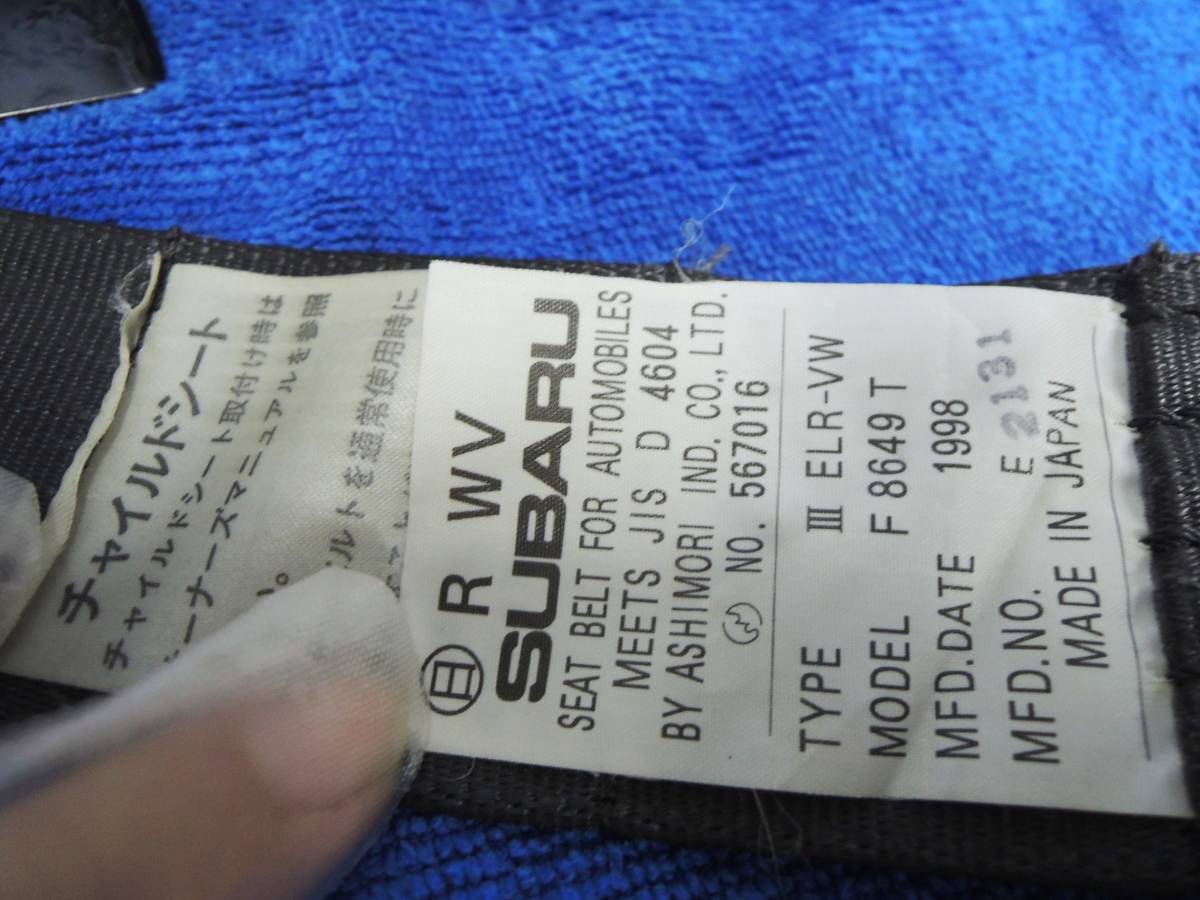 チャイルドシート
チャイルドシート取付け時は
オーナーズマニュアルを参照
い。
ルトを通常使用時に
㊐ R WV
SUBARU
SEAT BELT FOR AUTOMOBILES
MEETS JIS D 4604
BY ASHIMORI IND. CO., LTD.
NO. 567016
TYPE Ⅲ ELR-VW
MODEL F 8649 T
MFD.DATE 1998
MFD.NO. E 2131
MADE IN JAPAN